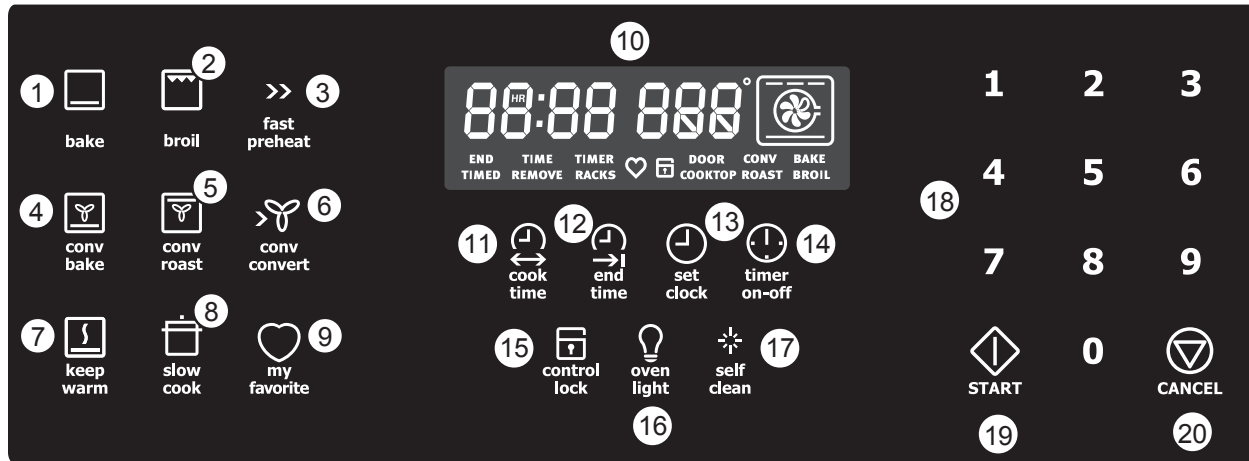 10
88:88 888°
HR
END TIME TIMER DOOR CONV BAKE
TIMED REMOVE RACKS COOKTOP ROAST BROIL
1
bake
2
broil
3
fast
preheat
4
conv
bake
5
conv
roast
6
conv
convert
7
keep
warm
8
slow
cook
9
my
favorite
11
cook
time
12
end
time
13
set
clock
14
timer
on-off
15
control
lock
16
oven
light
17
self
clean
18
1 2 3
4 5 6
7 8 9
0
START
19
CANCEL
20